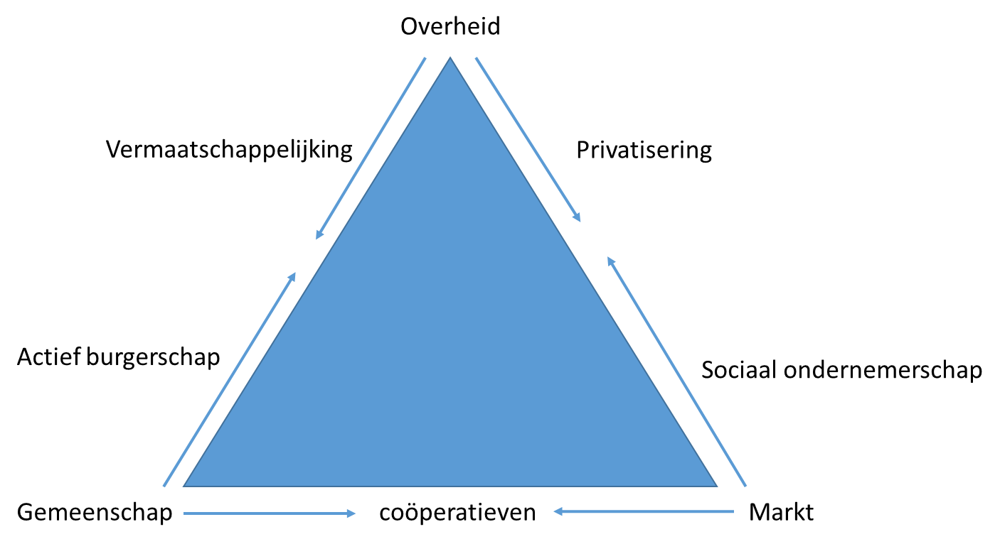 Overheid
Vermaatschappelijking
Privatisering
Actief burgerschap
Sociaal ondernemerschap
Gemeenschap
coöperatieven
Markt